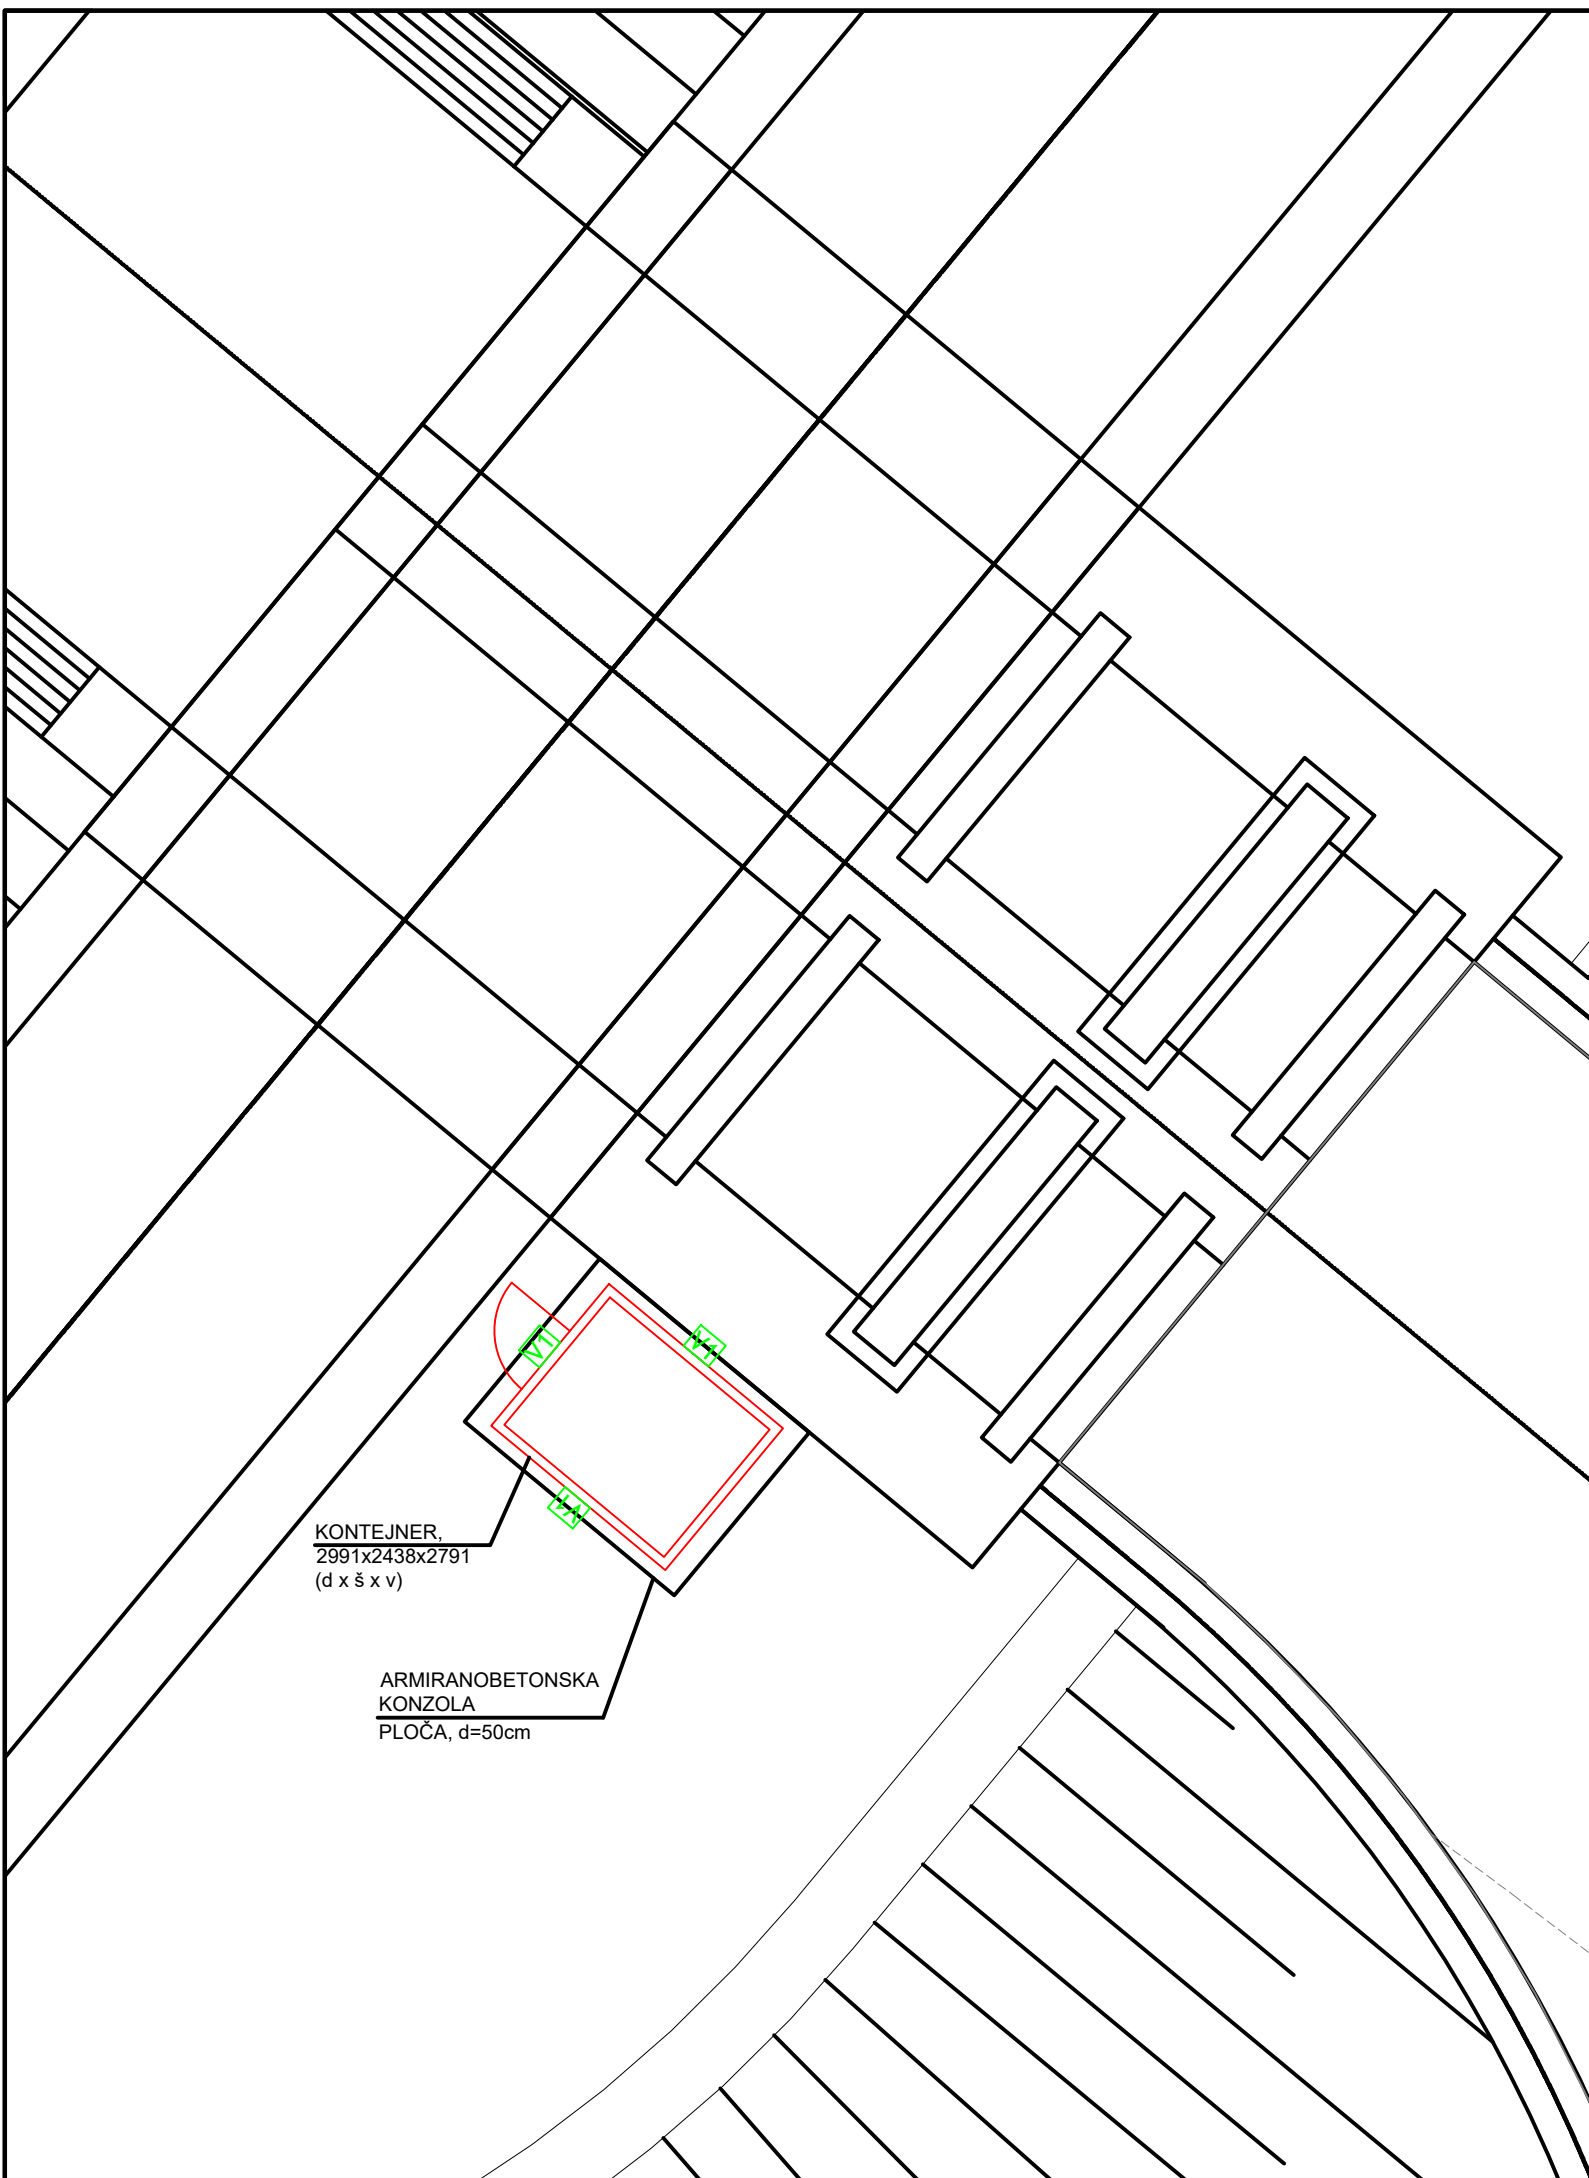 V1
V1
V1
KONTEJNER,
2991x2438x2791
(d x š x v)
ARMIRANOBETONSKA
KONZOLA
PLOČA, d=50cm